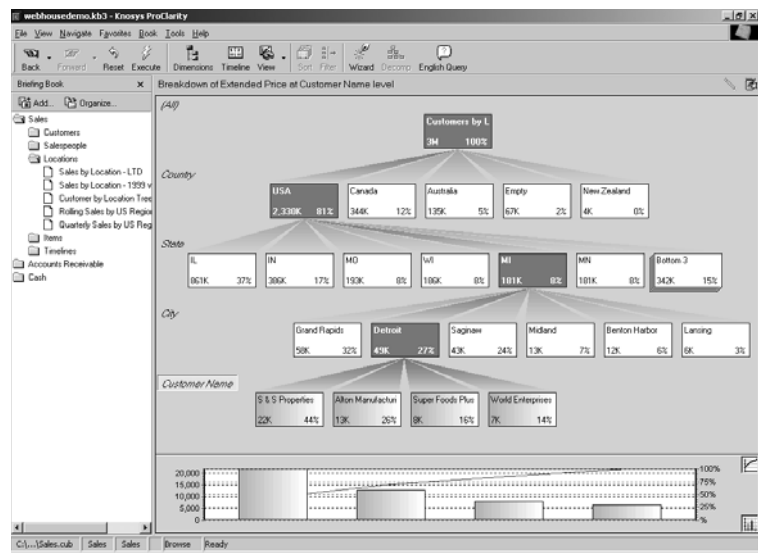 webhousedemo.kb3 - Knosys ProClarity
File View Navigate Favorites Book Tools Help
Back Forward Reset Execute Dimensions Timeline View Sort Filter Wizard Decomp English Query
Briefing Book x
Breakdown of Extended Price at Customer Name level
Add... Organize...
Sales
Customers
Salespeople
Locations
Sales by Location - LTD
Sales by Location - 1999 v
Customer by Location Tree
Rolling Sales by US Region
Quarterly Sales by US Reg
Items
Timelines
Accounts Receivable
Cash
(All)
Customers by L
3M 100%
Country
USA
2,330K 81%
Canada
344K 12%
Australia
135K 5%
Empty
67K 2%
New Zealand
4K 0%
State
IL
861K 37%
IN
386K 17%
MO
193K 8%
WI
186K 8%
MI
181K 8%
MN
181K 8%
Bottom 3
342K 15%
City
Grand Rapids
58K 32%
Detroit
49K 27%
Saginaw
43K 24%
Midland
13K 7%
Benton Harbor
12K 6%
Lansing
6K 3%
Customer Name
S & S Properties
22K 44%
Alton Manufacturi
13K 26%
Super Foods Plus
8K 16%
World Enterprises
7K 14%
20,000
15,000
10,000
5,000
0
100%
75%
50%
25%
%
C:\...\Sales.cub Sales Sales Browse Ready